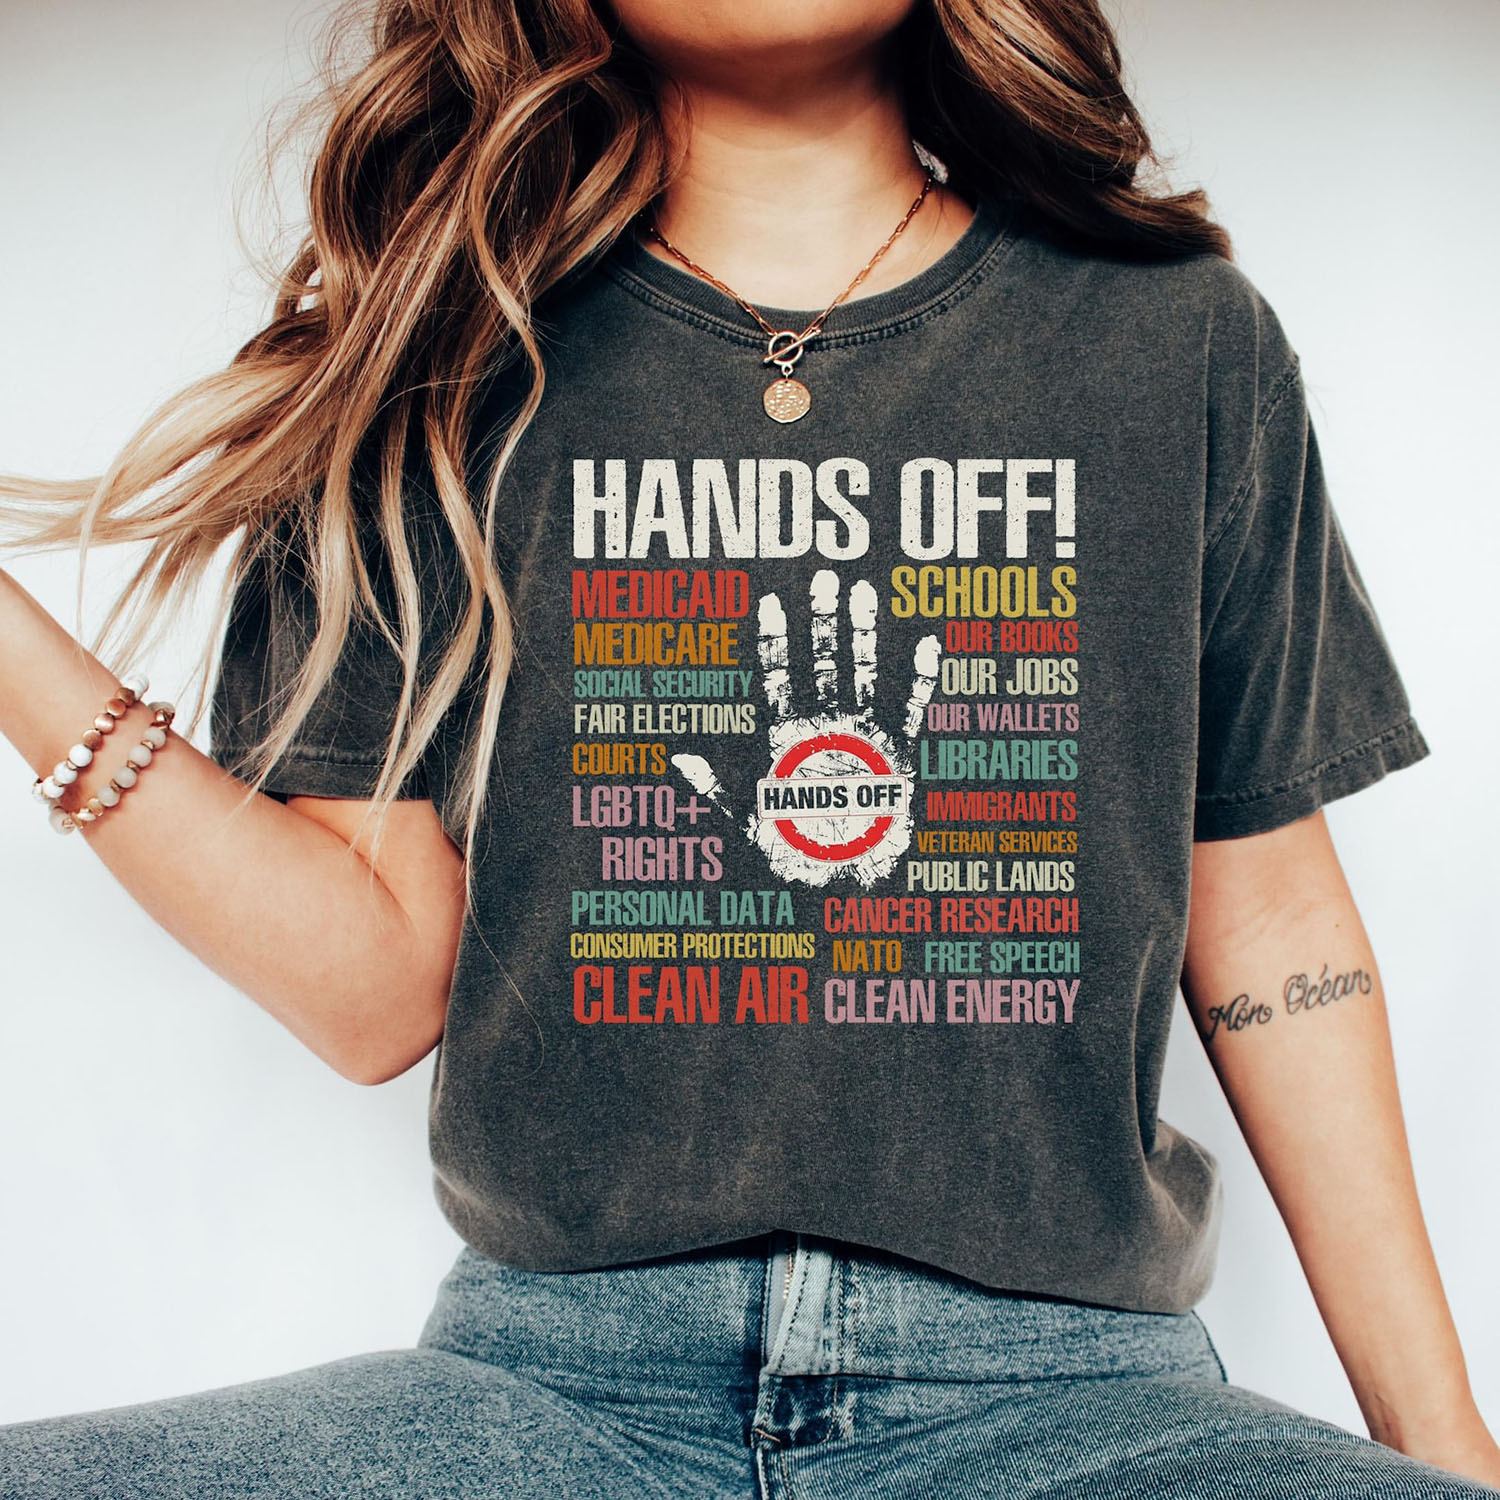 HANDS OFF!
MEDICAID
MEDICARE
SOCIAL SECURITY
FAIR ELECTIONS
COURTS
LGBTQ+
RIGHTS
PERSONAL DATA
CONSUMER PROTECTIONS
CLEAN AIR
HANDS OFF
SCHOOLS
OUR BOOKS
OUR JOBS
OUR WALLETS
LIBRARIES
IMMIGRANTS
VETERAN SERVICES
PUBLIC LANDS
CANCER RESEARCH
NATO FREE SPEECH
CLEAN ENERGY
Mon Océan